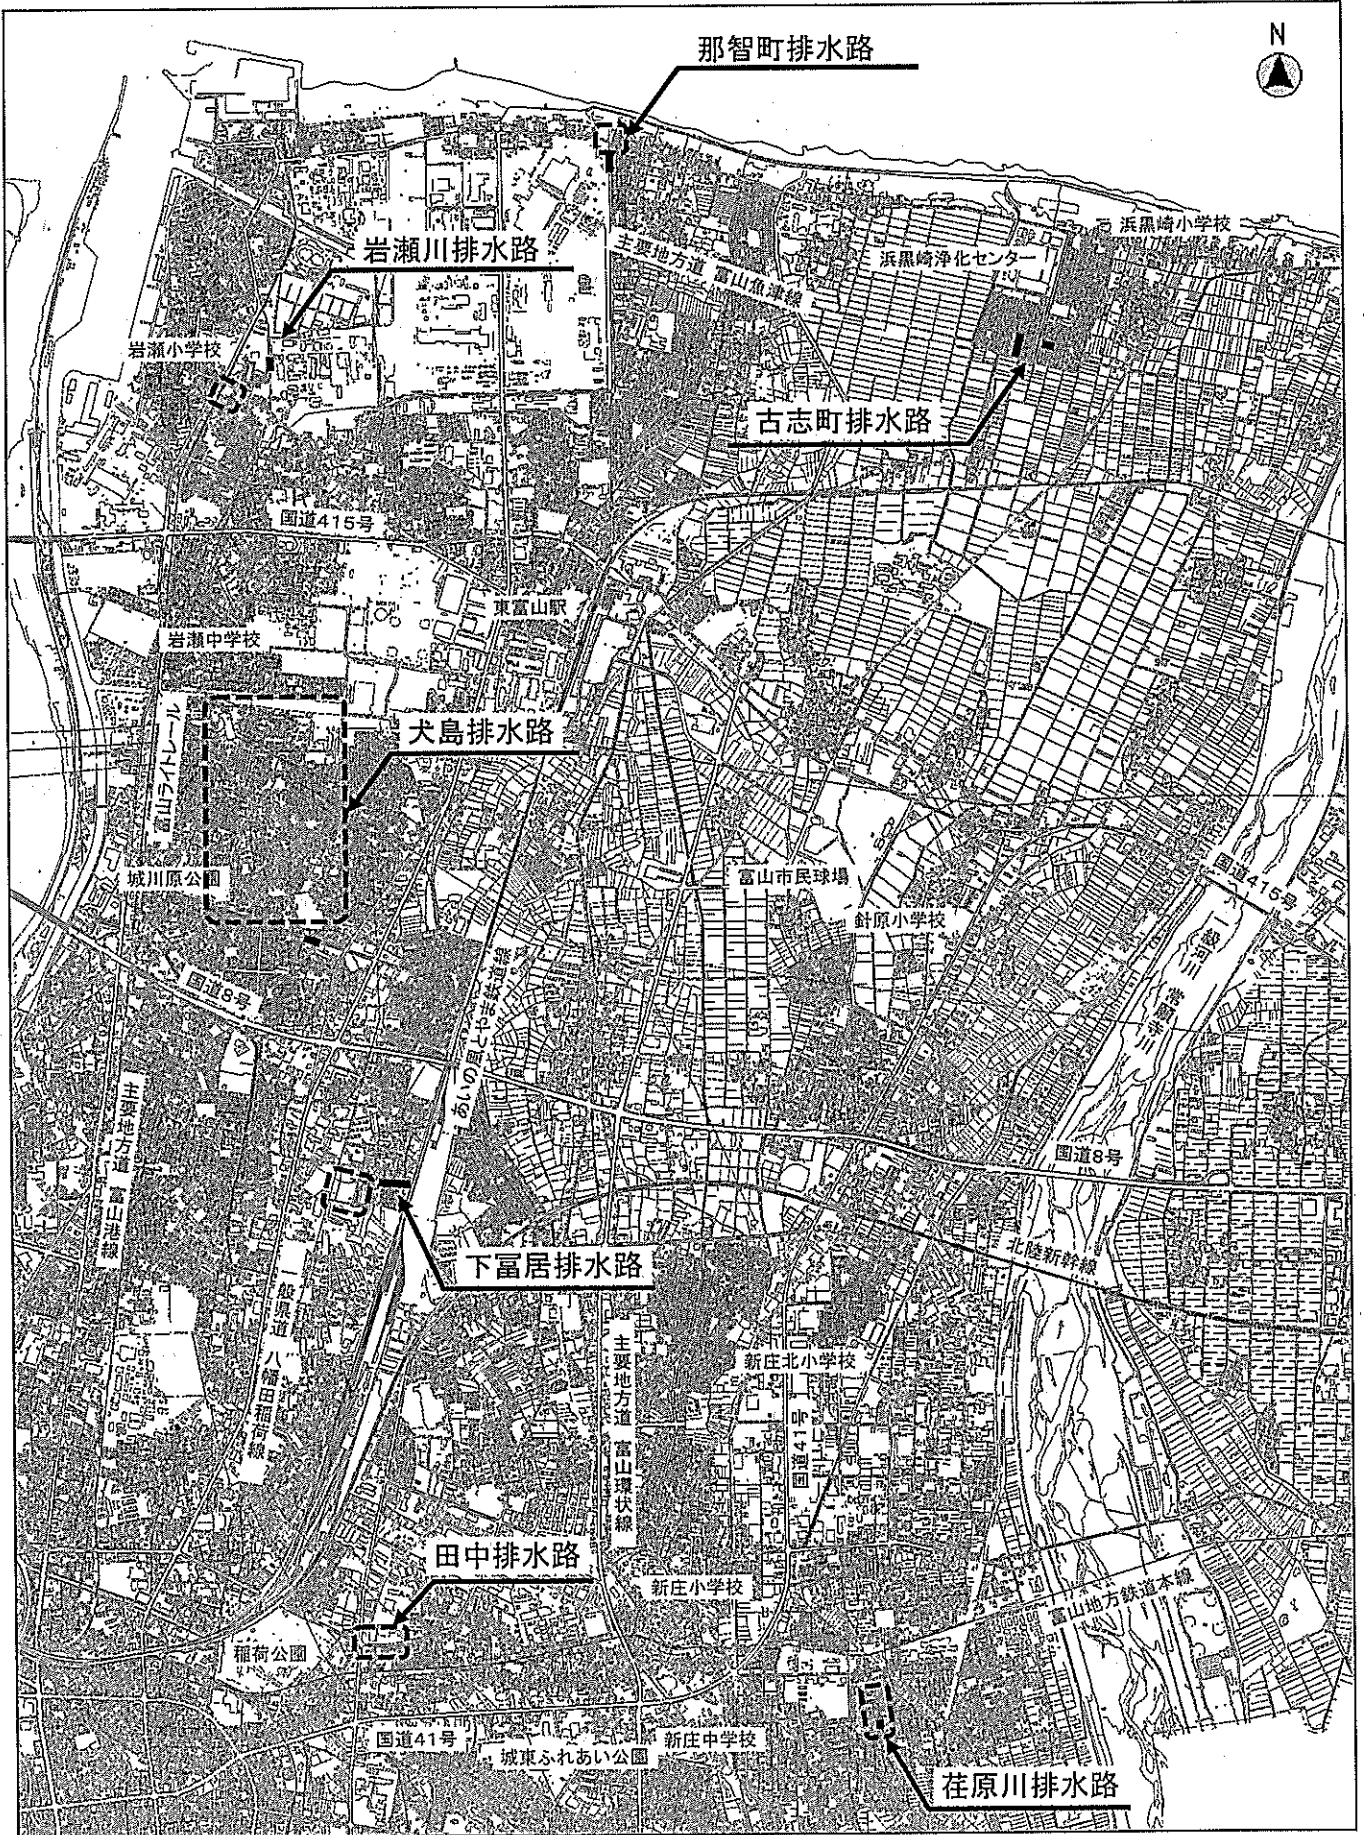 那智町排水路
N
浜黒崎小学校
岩瀬川排水路
主要地方道 富山魚津線
浜黒崎浄化センター
岩瀬小学校
古志町排水路
国道415号
東富山駅
岩瀬中学校
富山ライトレール
犬島排水路
城川原公園
富山市民球場
国道415号
針原小学校
一級河川 常願寺川
国道8号
あいの風とやま鉄道線
主要地方道 富山港線
国道8号
北陸新幹線
下冨居排水路
一般県道 八幡田稲荷線
主要地方道 富山環状線
新庄北小学校
国道41号
田中排水路
新庄小学校
富山地方鉄道本線
稲荷公園
国道41号
城東ふれあい公園
新庄中学校
荏原川排水路